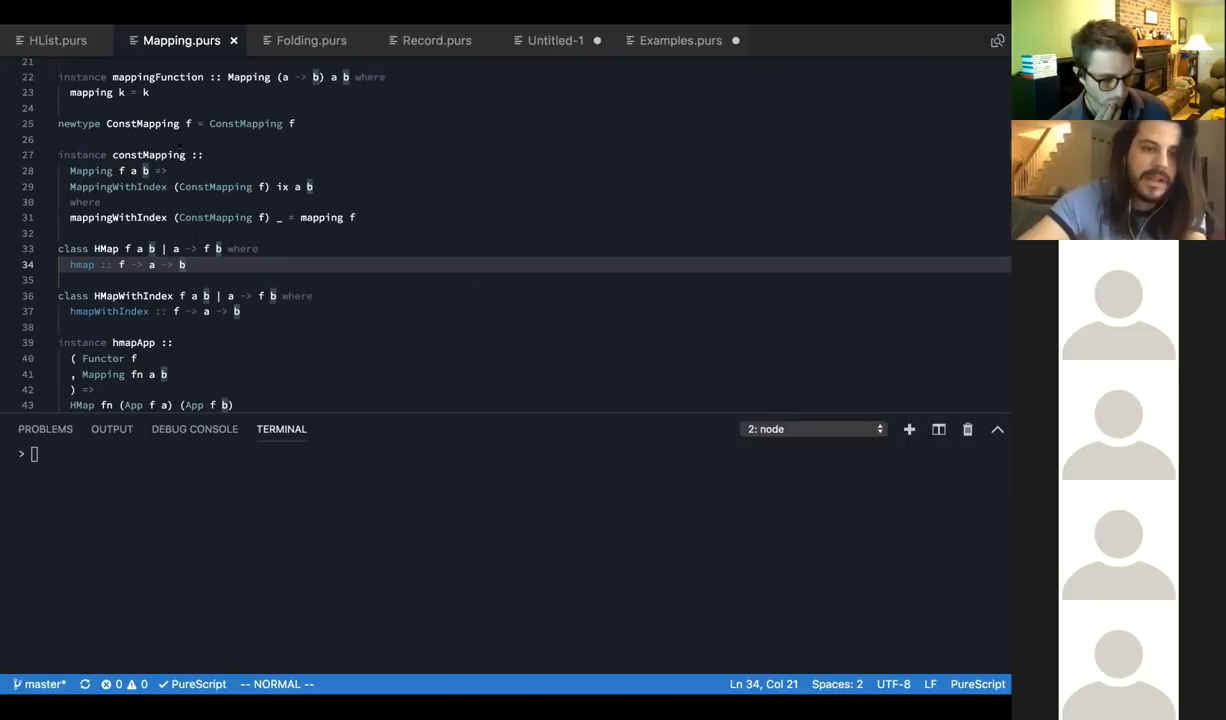 HList.purs Mapping.purs × Folding.purs Record.purs Untitled-1 Examples.purs
21
22 instance mappingFunction :: Mapping (a -> b) a b where
23 mapping k = k
24
25 newtype ConstMapping f = ConstMapping f
26
27 instance constMapping ::
28 Mapping f a b =>
29 MappingWithIndex (ConstMapping f) ix a b
30 where
31 mappingWithIndex (ConstMapping f) _ = mapping f
32
33 class HMap f a b | a -> f b where
34 hmap :: f -> a -> b
35
36 class HMapWithIndex f a b | a -> f b where
37 hmapWithIndex :: f -> a -> b
38
39 instance hmapApp ::
40 ( Functor f
41 , Mapping fn a b
42 ) =>
43 HMap fn (App f a) (App f b)
PROBLEMS OUTPUT DEBUG CONSOLE TERMINAL 2: node
>
master* 0 0 PureScript -- NORMAL -- Ln 34, Col 21 Spaces: 2 UTF-8 LF PureScript